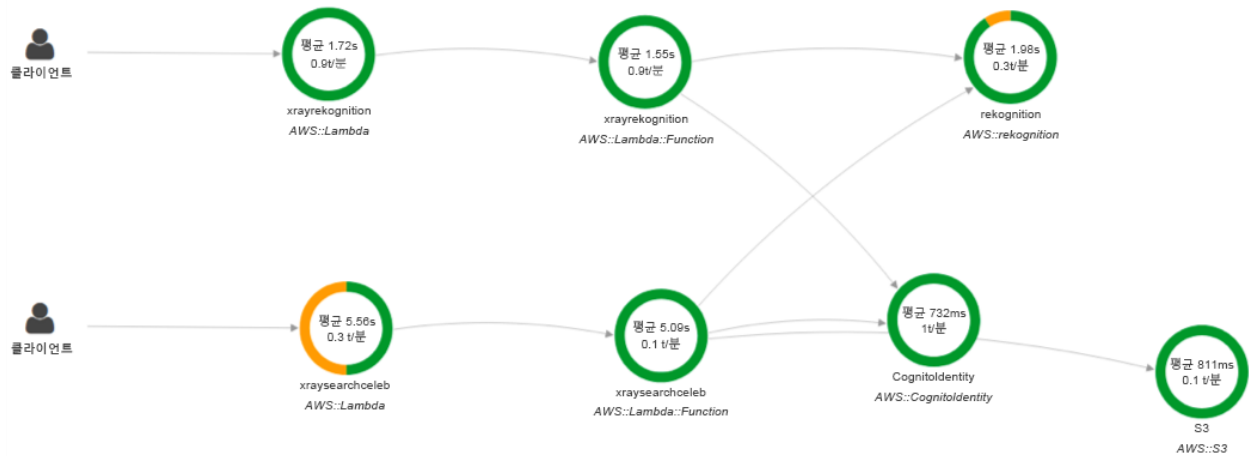 클라이언트
평균 1.72s
0.9t/분
xrayrekognition
AWS::Lambda
평균 1.55s
0.9t/분
xrayrekognition
AWS::Lambda::Function
평균 1.98s
0.3t/분
rekognition
AWS::rekognition
클라이언트
평균 5.56s
0.3 t/분
xraysearchceleb
AWS::Lambda
평균 5.09s
0.1 t/분
xraysearchceleb
AWS::Lambda::Function
평균 732ms
1t/분
CognitoIdentity
AWS::CognitoIdentity
평균 811ms
0.1 t/분
S3
AWS::S3